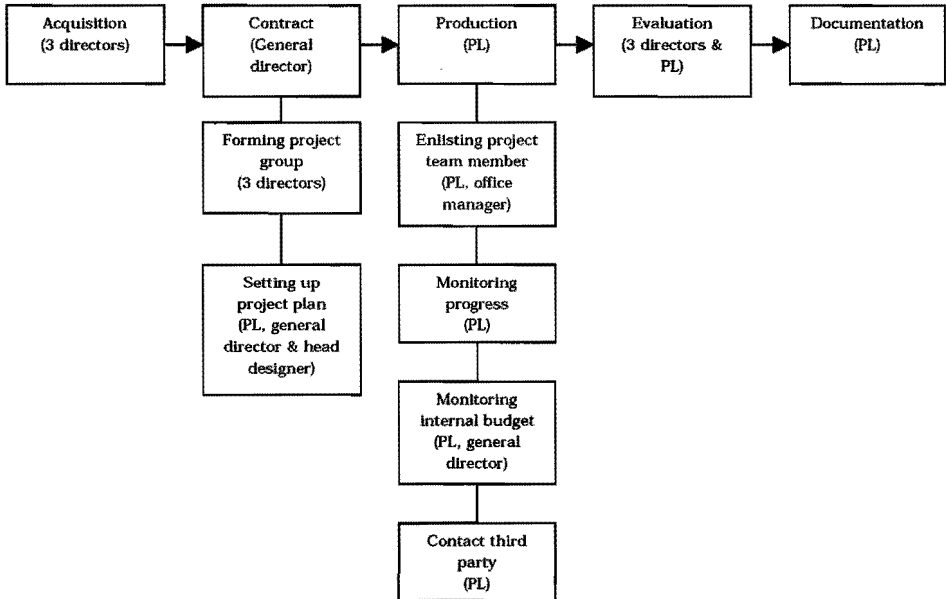 Acquisition
(3 directors)
Contract
(General
director)
Production
(PL)
Evaluation
(3 directors &
PL)
Documentation
(PL)
Forming project
group
(3 directors)
Setting up
project plan
(PL, general
director & head
designer)
Enlisting project
team member
(PL, office
manager)
Monitoring
progress
(PL)
Monitoring
internal budget
(PL, general
director)
Contact third
party
(PL)